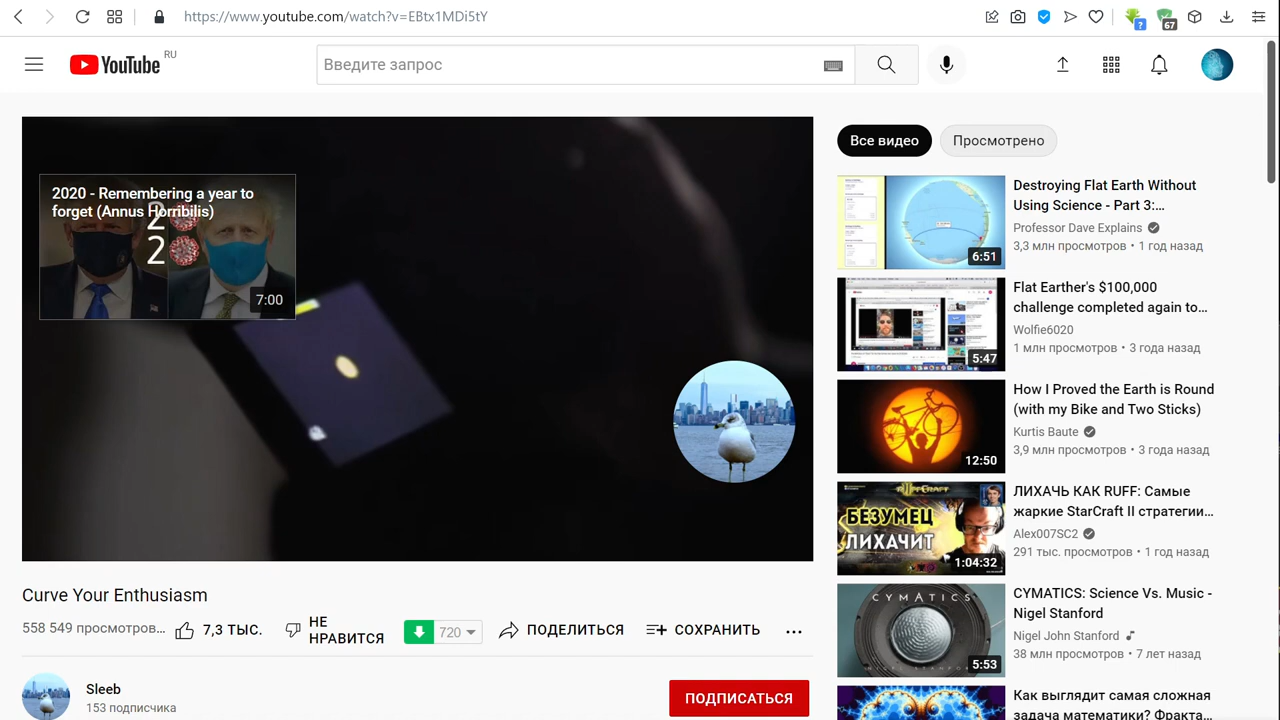 https://www.youtube.com/watch?v=EBtx1MDi5tY
?
67
YouTube
RU
Введите запрос
2020 - Remembering a year to
forget (Annus Horribilis)
2
2
7:00
Curve Your Enthusiasm
558 549 просмотров…
7,3 ТЫС.
НЕ
НРАВИТСЯ
720
ПОДЕЛИТЬСЯ
СОХРАНИТЬ
Sleeb
153 подписчика
ПОДПИСАТЬСЯ
Все видео
Просмотрено
6:51
Destroying Flat Earth Without
Using Science - Part 3:…
Professor Dave Explains
3,3 млн просмотров • 1 год назад
5:47
Flat Earther's $100,000
challenge completed again to…
Wolfie6020
1 млн просмотров • 3 года назад
12:50
How I Proved the Earth is Round
(with my Bike and Two Sticks)
Kurtis Baute
3,9 млн просмотров • 3 года назад
БЕЗУМЕЦ
ЛИХАЧИТ
1:04:32
ЛИХАЧЬ КАК RUFF: Самые
жаркие StarCraft II стратегии…
Alex007SC2
291 тыс. просмотров • 1 год назад
CYMATICS
5:53
CYMATICS: Science Vs. Music -
Nigel Stanford
Nigel John Stanford
38 млн просмотров • 7 лет назад
Как выглядит самая сложная
задача математики? Фракта…